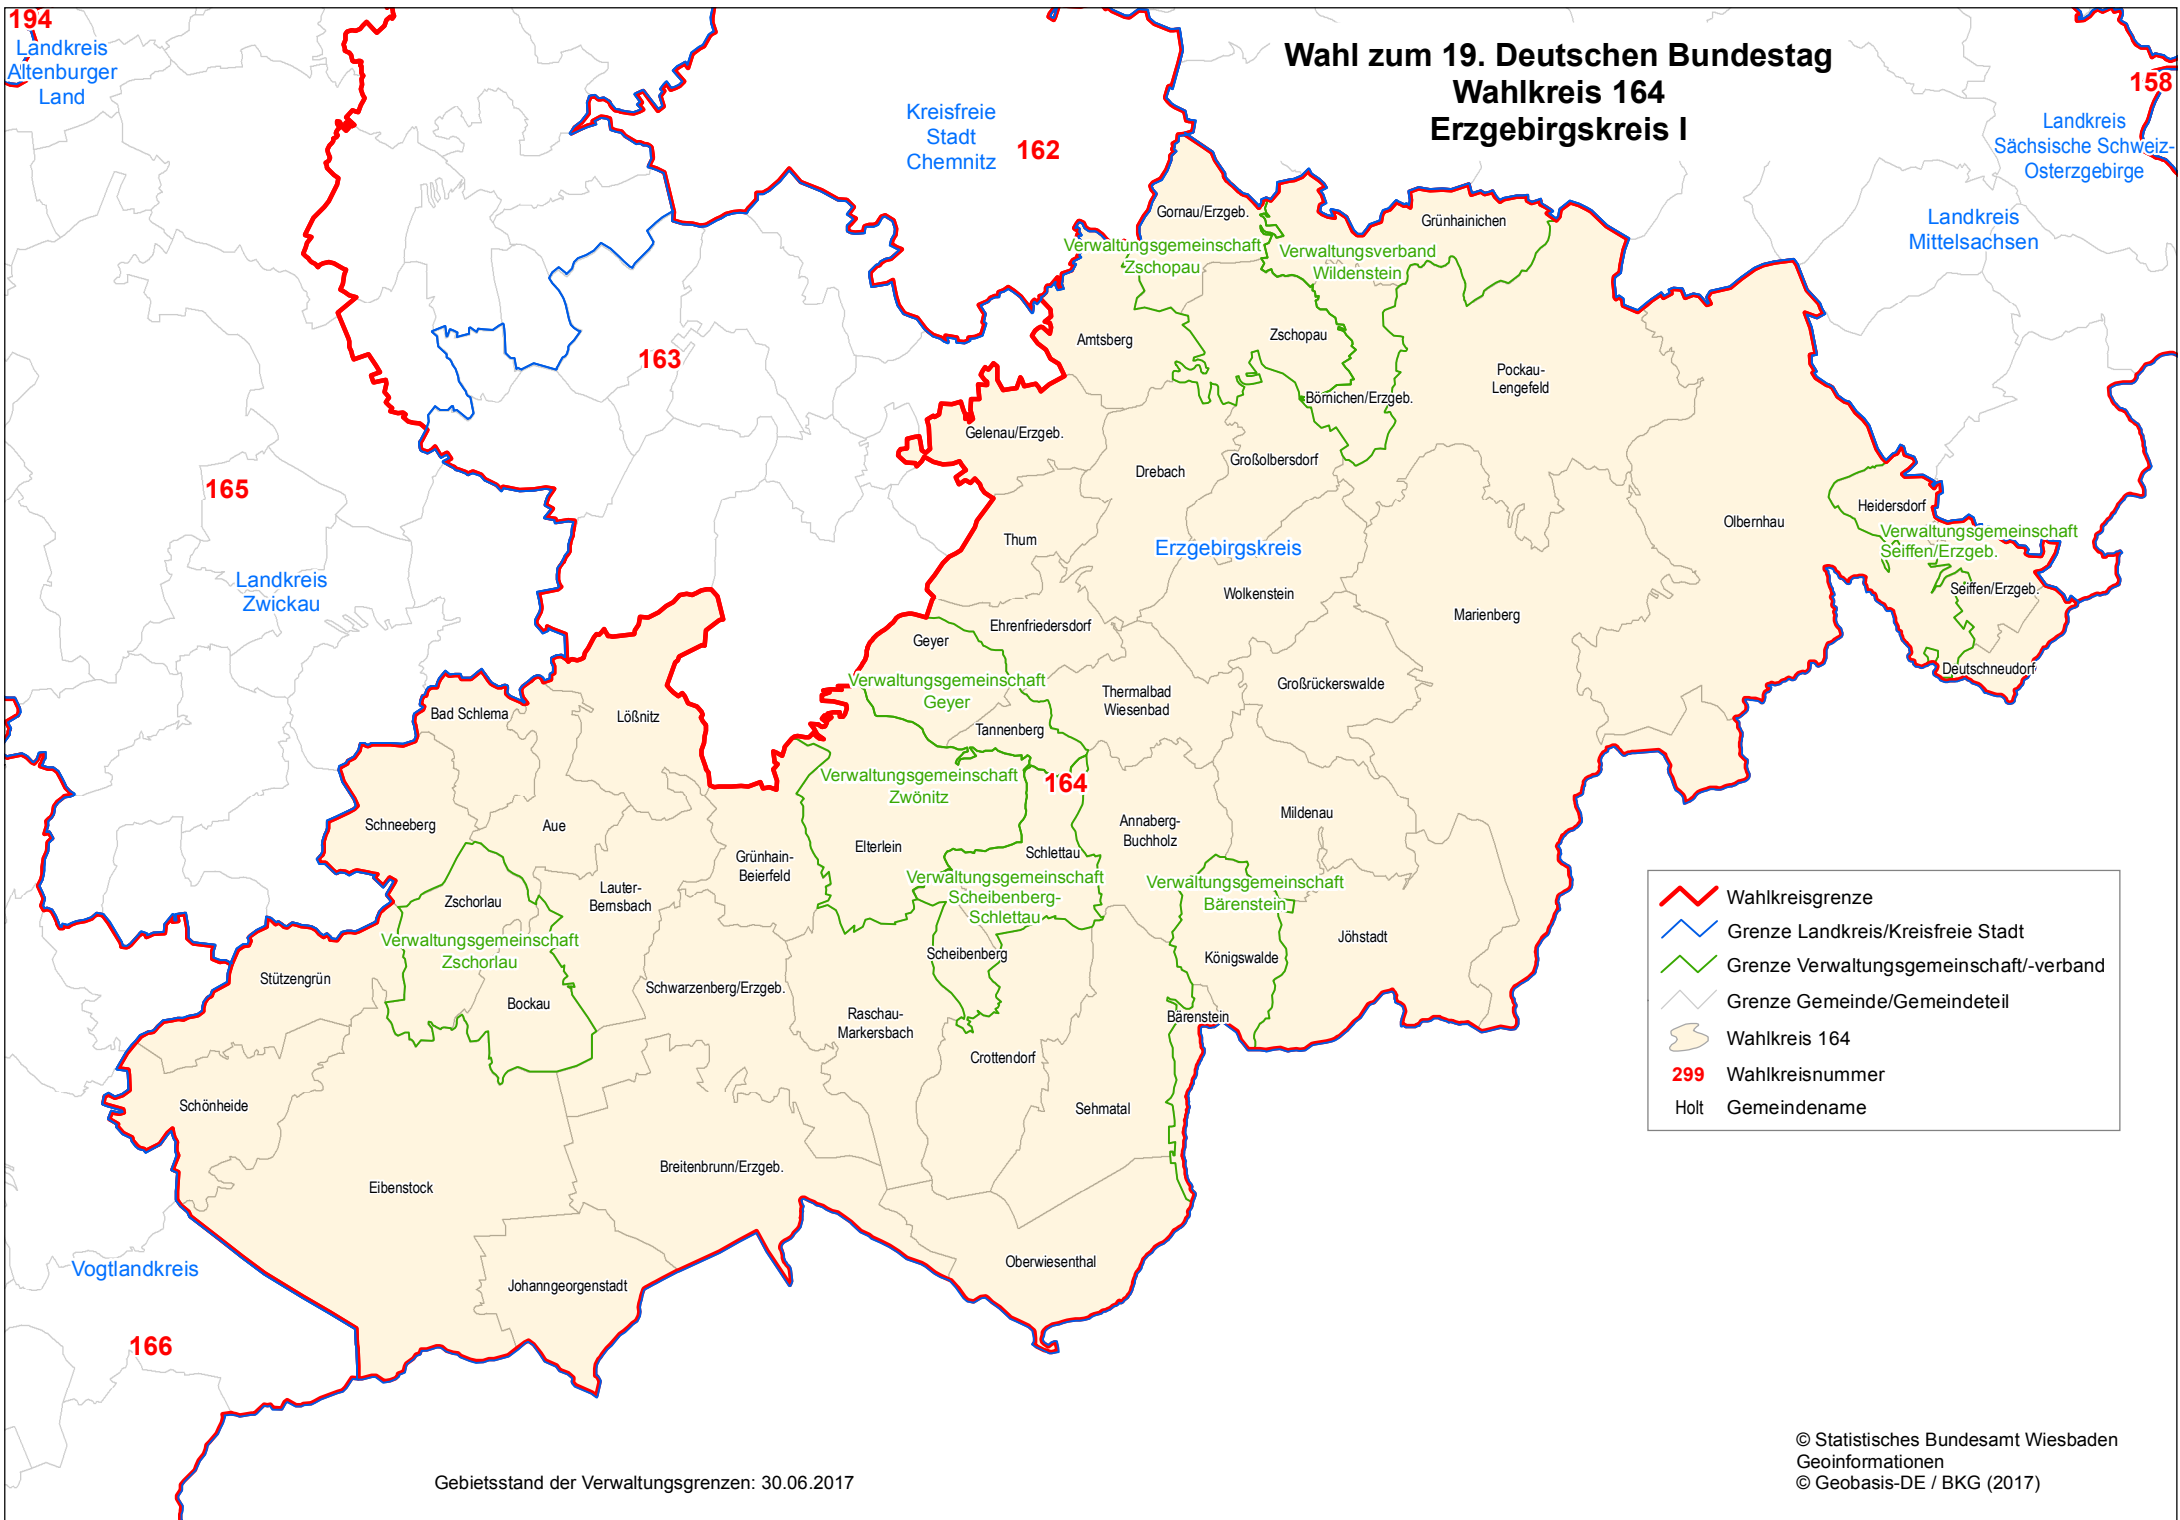 Wahl zum 19. Deutschen Bundestag
Wahlkreis 164
Erzgebirgskreis I
194
Landkreis
Altenburger
Land
Kreisfreie
Stadt
Chemnitz
162
158
Landkreis
Sächsische Schweiz-
Osterzgebirge
Landkreis
Mittelsachsen
Gornau/Erzgeb.
Grünhainichen
Verwaltungsgemeinschaft
Zschopau
Verwaltungsverband
Wildenstein
Amtsberg
Zschopau
163
Pockau-
Lengefeld
Börnichen/Erzgeb.
Gelenau/Erzgeb.
Drebach
Großolbersdorf
165
Heidersdorf
Olbernhau
Verwaltungsgemeinschaft
Seiffen/Erzgeb.
Thum
Erzgebirgskreis
Landkreis
Zwickau
Wolkenstein
Seiffen/Erzgeb.
Marienberg
Ehrenfriedersdorf
Geyer
Deutschneudorf
Verwaltungsgemeinschaft
Geyer
Thermalbad
Wiesenbad
Großrückerswalde
Bad Schlema
Lößnitz
Tannenberg
Verwaltungsgemeinschaft
Zwönitz
164
Schneeberg
Aue
Annaberg-
Buchholz
Mildenau
Elterlein
Schlettau
Grünhain-
Beierfeld
Verwaltungsgemeinschaft
Scheibenberg-
Schlettau
Verwaltungsgemeinschaft
Bärenstein
Lauter-
Bernsbach
Zschorlau
Verwaltungsgemeinschaft
Zschorlau
Jöhstadt
Scheibenberg
Königswalde
Stützengrün
Schwarzenberg/Erzgeb.
Bockau
Raschau-
Markersbach
Bärenstein
Crottendorf
Schönheide
Sehmatal
Breitenbrunn/Erzgeb.
Eibenstock
Vogtlandkreis
Oberwiesenthal
Johanngeorgenstadt
166
Wahlkreisgrenze
Grenze Landkreis/Kreisfreie Stadt
Grenze Verwaltungsgemeinschaft/-verband
Grenze Gemeinde/Gemeindeteil
Wahlkreis 164
299 Wahlkreisnummer
Holt Gemeindename
Gebietsstand der Verwaltungsgrenzen: 30.06.2017
© Statistisches Bundesamt Wiesbaden
Geoinformationen
© Geobasis-DE / BKG (2017)